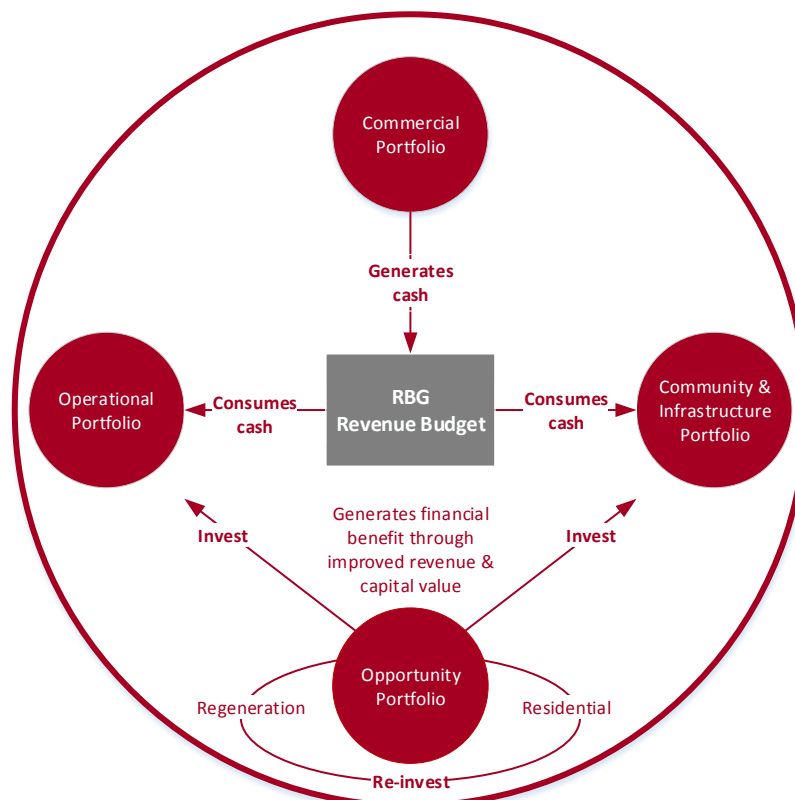 Commercial
Portfolio
Generates
cash
Operational
Portfolio
Consumes
cash
RBG
Revenue Budget
Consumes
cash
Community &
Infrastructure
Portfolio
Invest
Generates financial
benefit through
improved revenue &
capital value
Invest
Opportunity
Portfolio
Regeneration
Residential
Re-invest